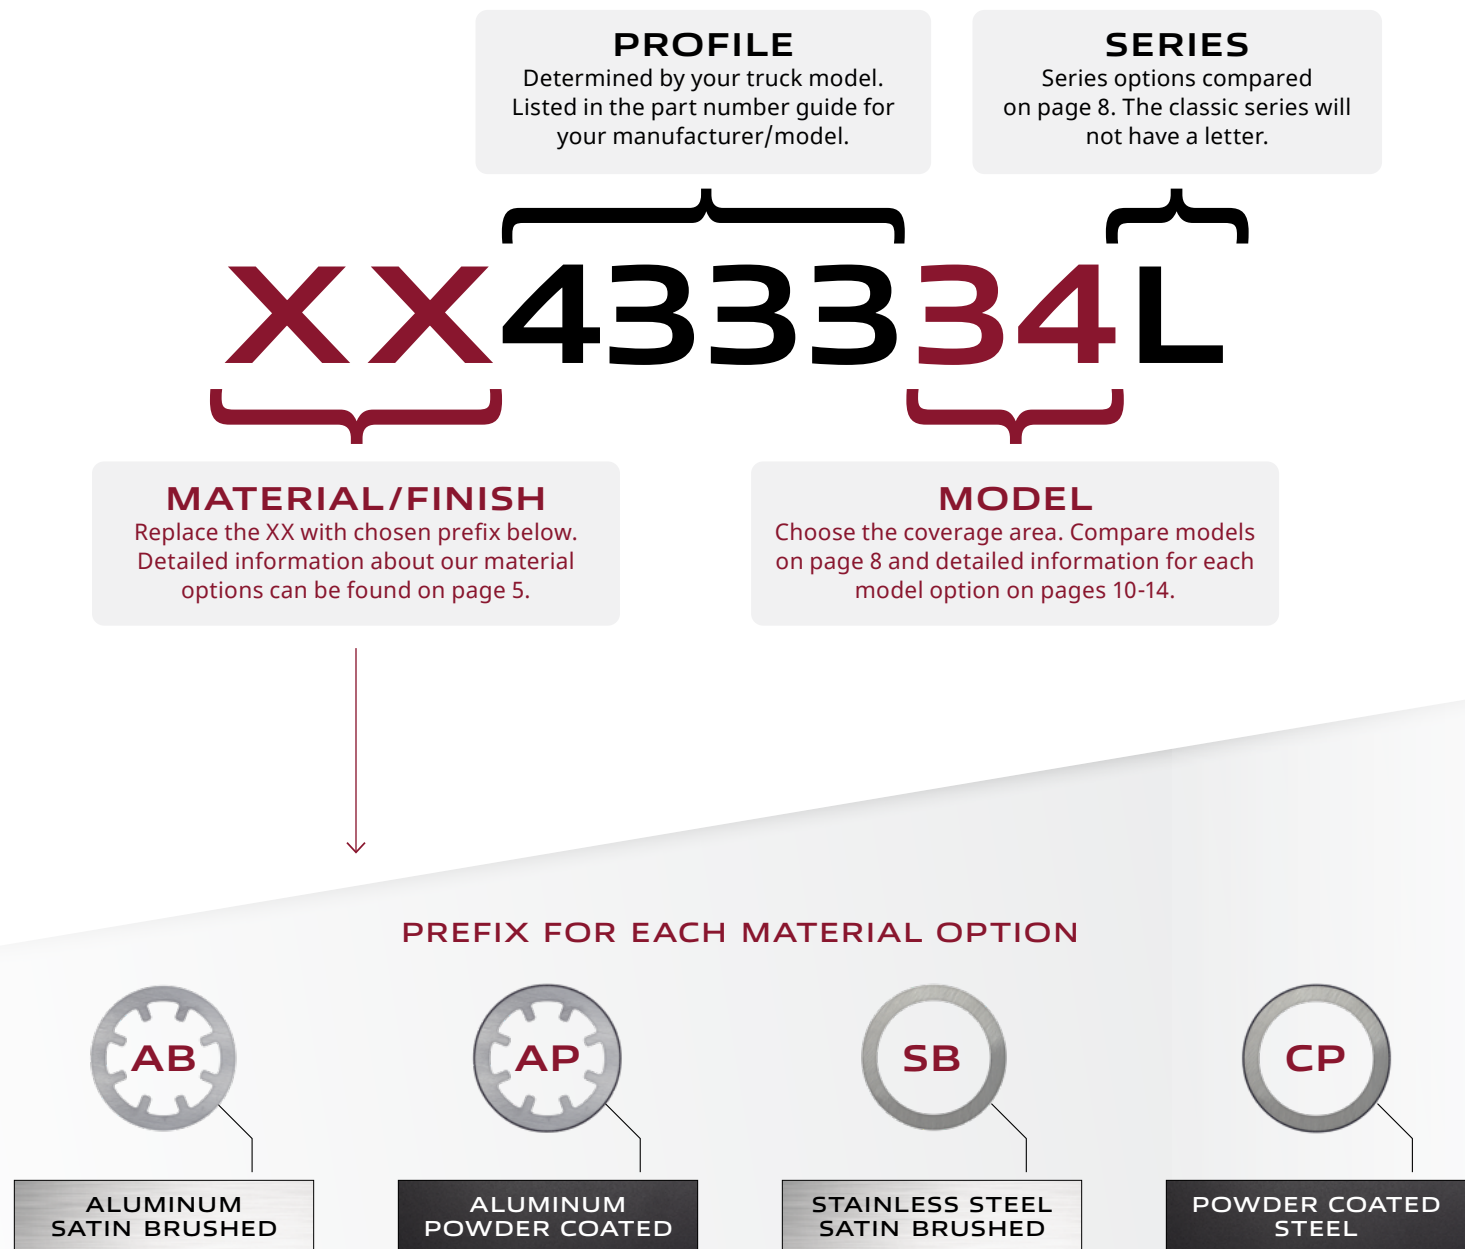 PROFILE
Determined by your truck model.
Listed in the part number guide for
your manufacturer/model.
SERIES
Series options compared
on page 8. The classic series will
not have a letter.
XX433334L
MATERIAL/FINISH
Replace the XX with chosen prefix below.
Detailed information about our material
options can be found on page 5.
MODEL
Choose the coverage area. Compare models
on page 8 and detailed information for each
model option on pages 10-14.
PREFIX FOR EACH MATERIAL OPTION
AB
AP
SB
CP
ALUMINUM
SATIN BRUSHED
ALUMINUM
POWDER COATED
STAINLESS STEEL
SATIN BRUSHED
POWDER COATED
STEEL